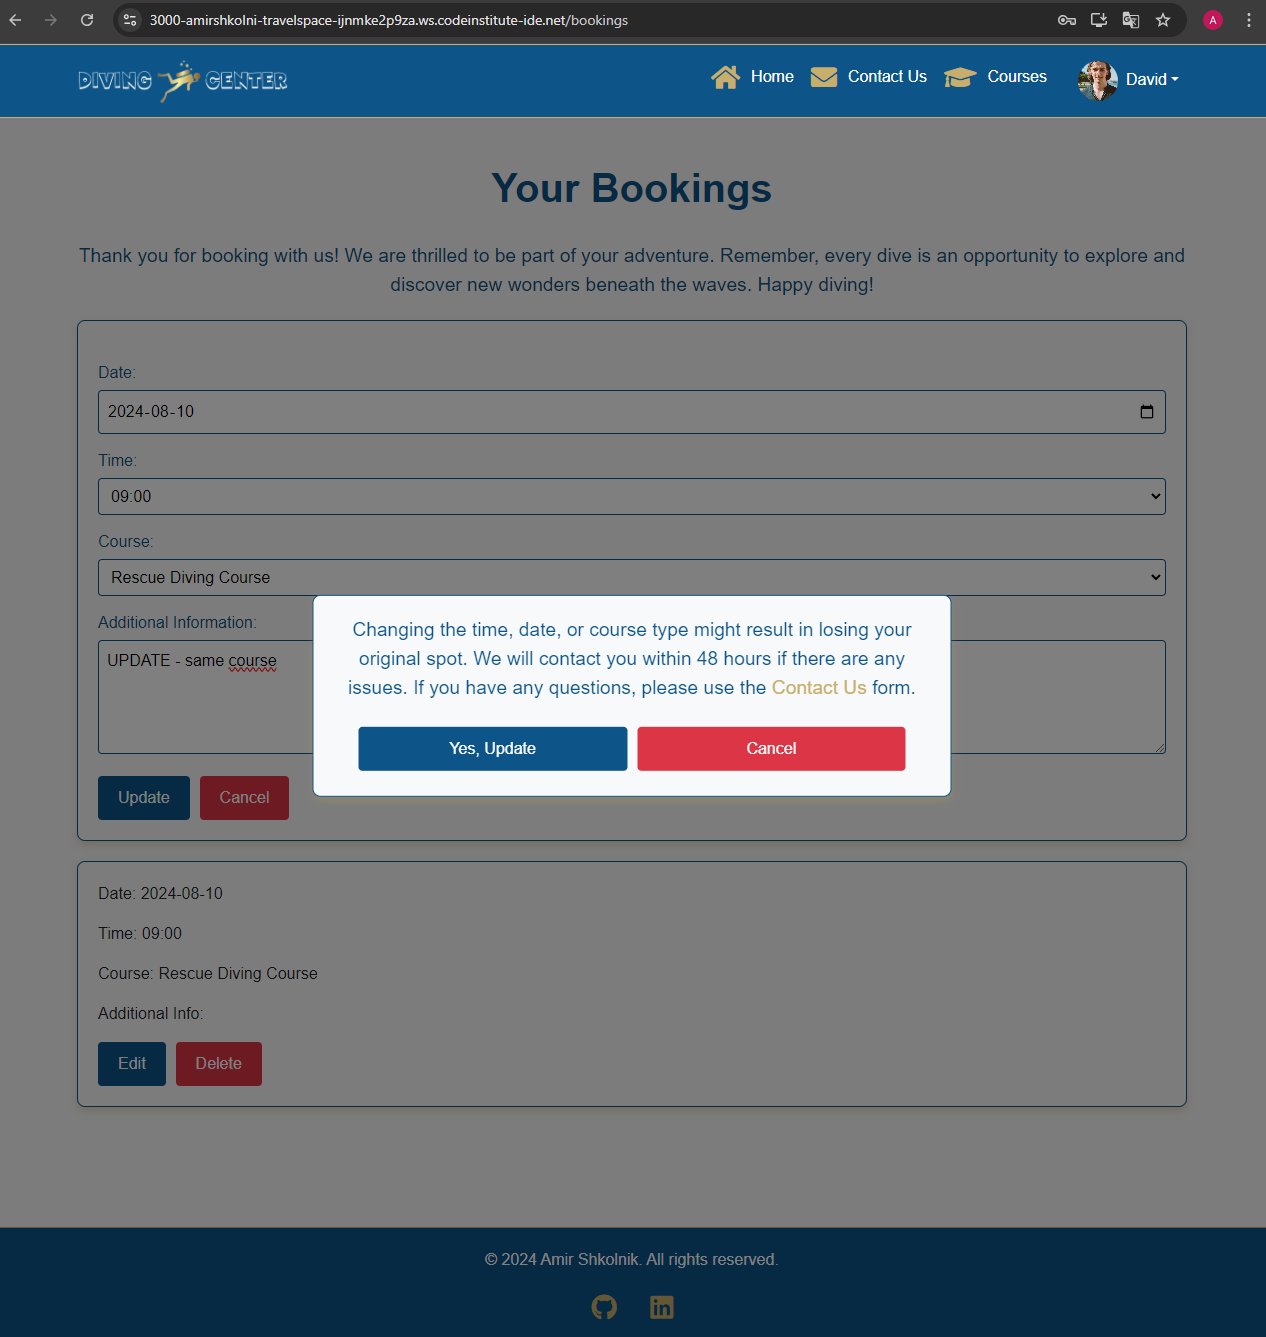 3000-amirshkolni-travelspace-ijnmke2p9za.ws.codeinstitute-ide.net/bookings
A
DIVING CENTER
Home
Contact Us
Courses
David
Your Bookings
Thank you for booking with us! We are thrilled to be part of your adventure. Remember, every dive is an opportunity to explore and
discover new wonders beneath the waves. Happy diving!
Date:
2024-08-10
Time:
09:00
Course:
Rescue Diving Course
Additional Information:
UPDATE - same course
Changing the time, date, or course type might result in losing your
original spot. We will contact you within 48 hours if there are any
issues. If you have any questions, please use the Contact Us form.
Yes, Update
Cancel
Update
Cancel
Date: 2024-08-10
Time: 09:00
Course: Rescue Diving Course
Additional Info:
Edit
Delete
© 2024 Amir Shkolnik. All rights reserved.